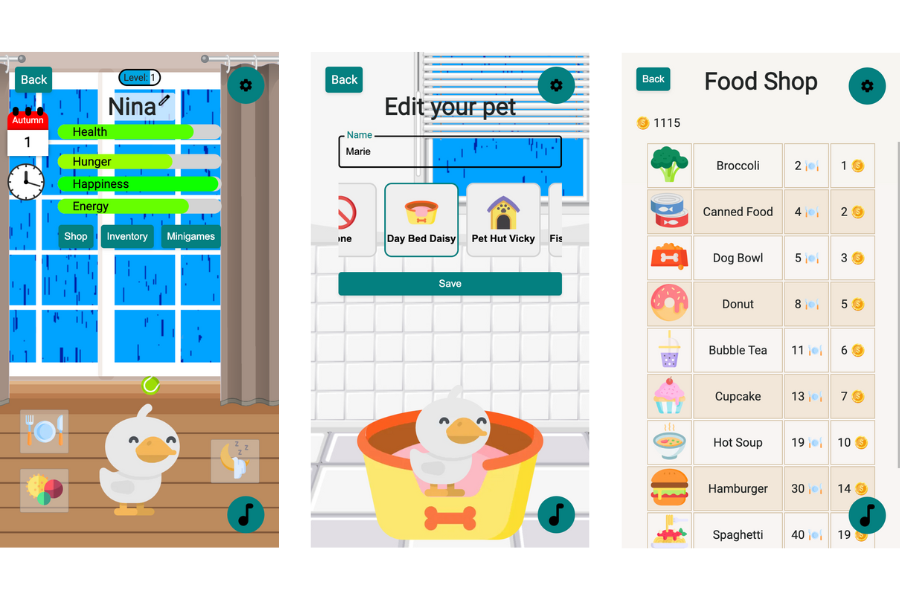 Back
Level: 1
Nina
Autumn
1
Health
Hunger
Happiness
Energy
Shop Inventory Minigames
Back
Edit your pet
Name
Marie
one Day Bed Daisy Pet Hut Vicky Fis
Save
Back
Food Shop
1115
Broccoli 2 1
Canned Food 4 2
Dog Bowl 5 3
Donut 8 5
Bubble Tea 11 6
Cupcake 13 7
Hot Soup 19 10
Hamburger 30 14
Spaghetti 40 19